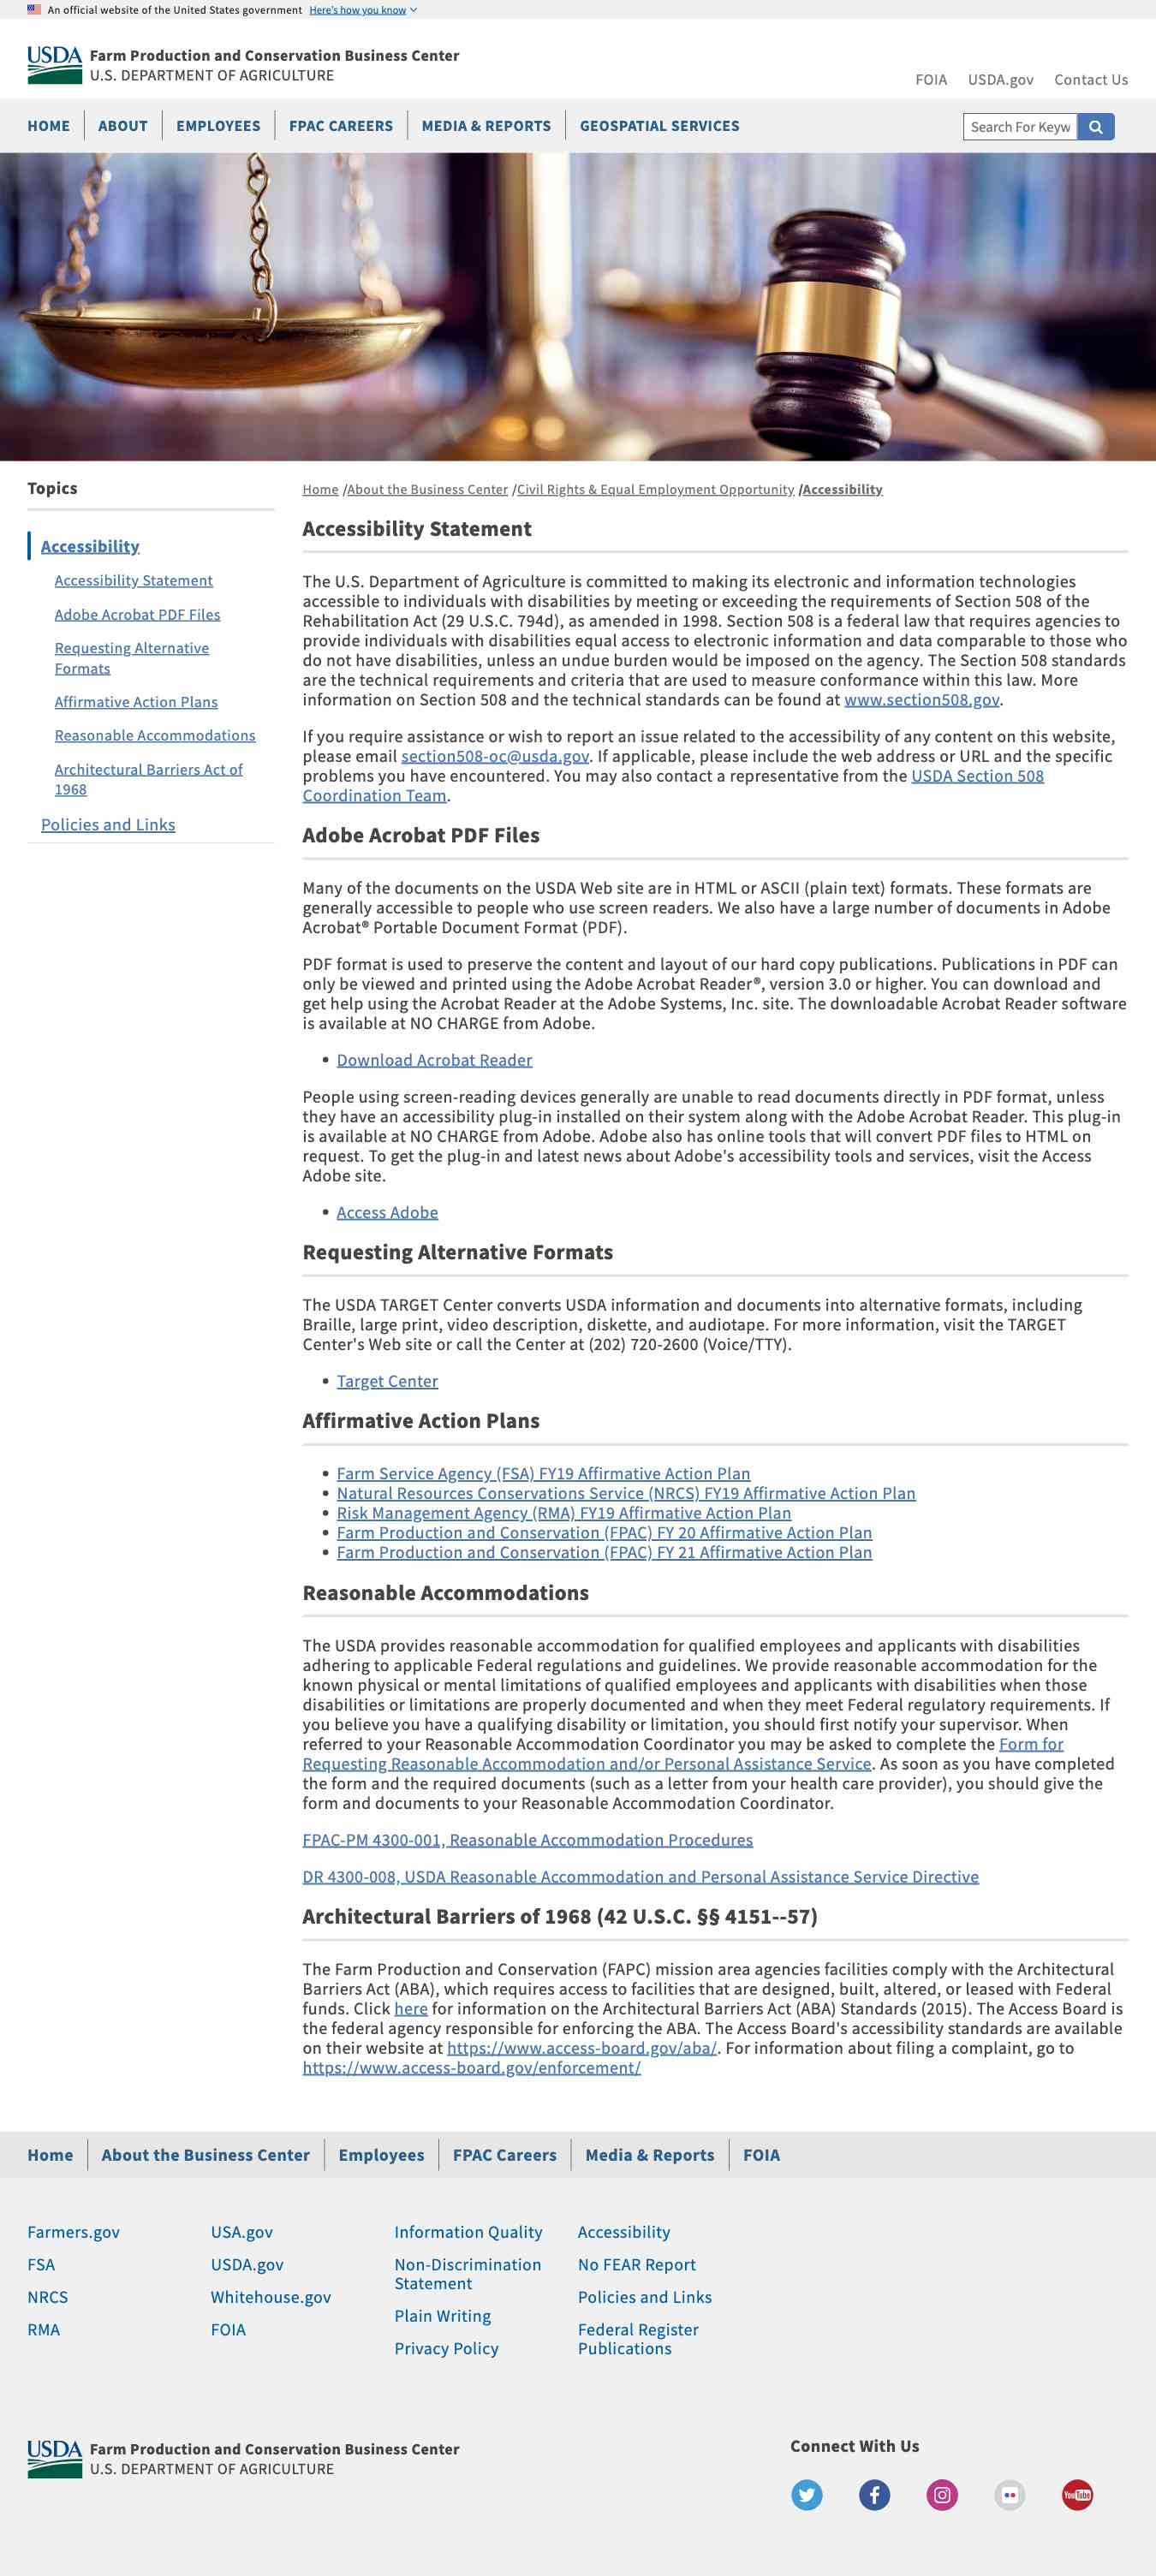 An official website of the United States government Here's how you know
USDA Farm Production and Conservation Business Center
U.S. DEPARTMENT OF AGRICULTURE
FOIA USDA.gov Contact Us
HOME ABOUT EMPLOYEES FPAC CAREERS MEDIA & REPORTS GEOSPATIAL SERVICES Search For Keyw
Topics
Accessibility
Accessibility Statement
Adobe Acrobat PDF Files
Requesting Alternative
Formats
Affirmative Action Plans
Reasonable Accommodations
Architectural Barriers Act of
1968
Policies and Links
Home /About the Business Center /Civil Rights & Equal Employment Opportunity /Accessibility
Accessibility Statement
The U.S. Department of Agriculture is committed to making its electronic and information technologies
accessible to individuals with disabilities by meeting or exceeding the requirements of Section 508 of the
Rehabilitation Act (29 U.S.C. 794d), as amended in 1998. Section 508 is a federal law that requires agencies to
provide individuals with disabilities equal access to electronic information and data comparable to those who
do not have disabilities, unless an undue burden would be imposed on the agency. The Section 508 standards
are the technical requirements and criteria that are used to measure conformance within this law. More
information on Section 508 and the technical standards can be found at www.section508.gov.
If you require assistance or wish to report an issue related to the accessibility of any content on this website,
please email section508-oc@usda.gov. If applicable, please include the web address or URL and the specific
problems you have encountered. You may also contact a representative from the USDA Section 508
Coordination Team.
Adobe Acrobat PDF Files
Many of the documents on the USDA Web site are in HTML or ASCII (plain text) formats. These formats are
generally accessible to people who use screen readers. We also have a large number of documents in Adobe
Acrobat® Portable Document Format (PDF).
PDF format is used to preserve the content and layout of our hard copy publications. Publications in PDF can
only be viewed and printed using the Adobe Acrobat Reader®, version 3.0 or higher. You can download and
get help using the Acrobat Reader at the Adobe Systems, Inc. site. The downloadable Acrobat Reader software
is available at NO CHARGE from Adobe.
• Download Acrobat Reader
People using screen-reading devices generally are unable to read documents directly in PDF format, unless
they have an accessibility plug-in installed on their system along with the Adobe Acrobat Reader. This plug-in
is available at NO CHARGE from Adobe. Adobe also has online tools that will convert PDF files to HTML on
request. To get the plug-in and latest news about Adobe's accessibility tools and services, visit the Access
Adobe site.
• Access Adobe
Requesting Alternative Formats
The USDA TARGET Center converts USDA information and documents into alternative formats, including
Braille, large print, video description, diskette, and audiotape. For more information, visit the TARGET
Center's Web site or call the Center at (202) 720-2600 (Voice/TTY).
• Target Center
Affirmative Action Plans
• Farm Service Agency (FSA) FY19 Affirmative Action Plan
• Natural Resources Conservations Service (NRCS) FY19 Affirmative Action Plan
• Risk Management Agency (RMA) FY19 Affirmative Action Plan
• Farm Production and Conservation (FPAC) FY 20 Affirmative Action Plan
• Farm Production and Conservation (FPAC) FY 21 Affirmative Action Plan
Reasonable Accommodations
The USDA provides reasonable accommodation for qualified employees and applicants with disabilities
adhering to applicable Federal regulations and guidelines. We provide reasonable accommodation for the
known physical or mental limitations of qualified employees and applicants with disabilities when those
disabilities or limitations are properly documented and when they meet Federal regulatory requirements. If
you believe you have a qualifying disability or limitation, you should first notify your supervisor. When
referred to your Reasonable Accommodation Coordinator you may be asked to complete the Form for
Requesting Reasonable Accommodation and/or Personal Assistance Service. As soon as you have completed
the form and the required documents (such as a letter from your health care provider), you should give the
form and documents to your Reasonable Accommodation Coordinator.
FPAC-PM 4300-001, Reasonable Accommodation Procedures
DR 4300-008, USDA Reasonable Accommodation and Personal Assistance Service Directive
Architectural Barriers of 1968 (42 U.S.C. §§ 4151--57)
The Farm Production and Conservation (FAPC) mission area agencies facilities comply with the Architectural
Barriers Act (ABA), which requires access to facilities that are designed, built, altered, or leased with Federal
funds. Click here for information on the Architectural Barriers Act (ABA) Standards (2015). The Access Board is
the federal agency responsible for enforcing the ABA. The Access Board's accessibility standards are available
on their website at https://www.access-board.gov/aba/. For information about filing a complaint, go to
https://www.access-board.gov/enforcement/
Home About the Business Center Employees FPAC Careers Media & Reports FOIA
Farmers.gov
FSA
NRCS
RMA
USA.gov
USDA.gov
Whitehouse.gov
FOIA
Information Quality
Non-Discrimination
Statement
Plain Writing
Privacy Policy
Accessibility
No FEAR Report
Policies and Links
Federal Register
Publications
USDA Farm Production and Conservation Business Center
U.S. DEPARTMENT OF AGRICULTURE
Connect With Us
YouTube